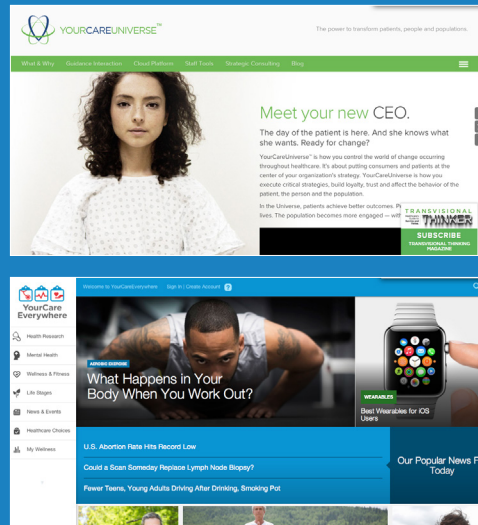 YOURCAREUNIVERSE™
The power to transform patients, people and populations.
What & Why Guidance Interaction Cloud Platform Staff Tools Strategic Consulting Blog
Meet your new CEO.
The day of the patient is here. And she knows what
she wants. Ready for change?
YourCareUniverse™ is how you control the world of change occurring
throughout healthcare. It's about putting consumers and patients at the
center of your organization's strategy. YourCareUniverse is how you
execute critical strategies, build loyalty, trust and affect the behavior of the
patient, the person and the population.
In the Universe, patients achieve better outcomes.
lives. The population becomes more engaged —
TRANSVISIONAL
THINKER
SUBSCRIBE
TRANSVISIONAL THINKING
MAGAZINE
YourCare
Everywhere
Welcome to YourCareEverywhere Sign In | Create Account ?
Health Research
Mental Health
Wellness & Fitness
Life Stages
News & Events
Healthcare Choices
My Wellness
AEROBIC EXERCISE
What Happens in Your
Body When You Work Out?
WEARABLES
Best Wearables for iOS
Users
U.S. Abortion Rate Hits Record Low
Could a Scan Someday Replace Lymph Node Biopsy?
Fewer Teens, Young Adults Driving After Drinking, Smoking Pot
Our Popular News F
Today